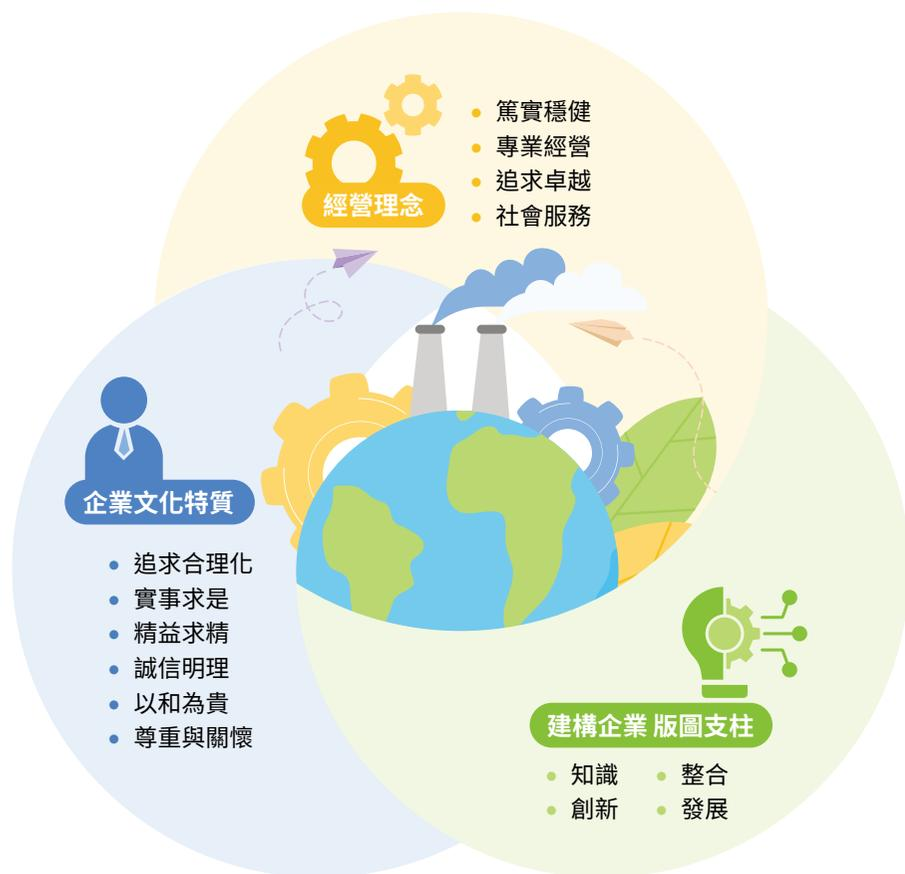 經營理念
篤實穩健
專業經營
追求卓越
社會服務
企業文化特質
追求合理化
實事求是
精益求精
誠信明理
以和為貴
尊重與關懷
建構企業 版圖支柱
知識
整合
創新
發展